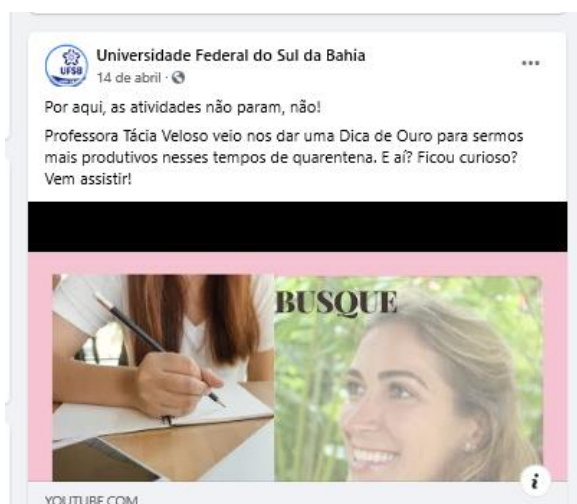 UFSB
Universidade Federal do Sul da Bahia
14 de abril ·
Por aqui, as atividades não param, não!
Professora Tácia Veloso veio nos dar uma Dica de Ouro para sermos
mais produtivos nesses tempos de quarentena. E aí? Ficou curioso?
Vem assistir!
BUSQUE
i
YOUTUBE.COM